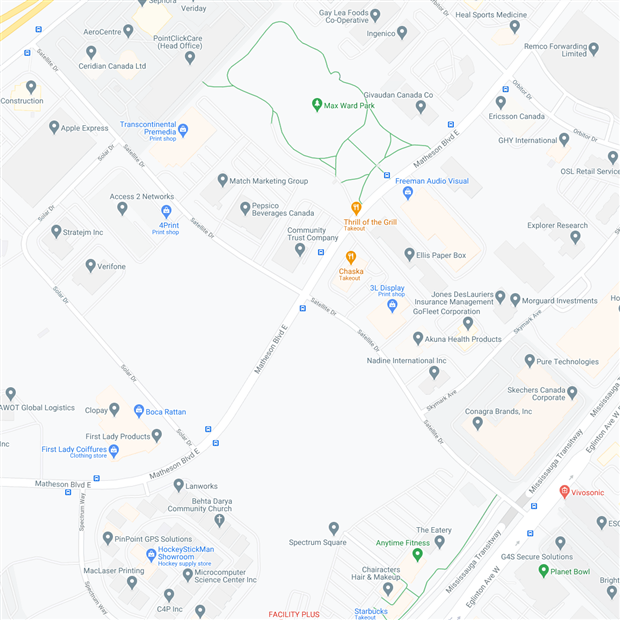 Sephora
Veriday
Gay Lea Foods
Co-Operative
Heal Sports Medicine
AeroCentre
PointClickCare
(Head Office)
Ingenico
Remco Forwarding
Limited
Satellite Dr
Ceridian Canada Ltd
Construction
Givaudan Canada Co
Orbitor Dr
Max Ward Park
Ericsson Canada
Apple Express
Transcontinental
Premedia
Print shop
Matheson Blvd E
Orbitor Dr
GHY International
Solar Dr
Satellite Dr
OSL Retail Services
Match Marketing Group
Freeman Audio Visual
Access 2 Networks
Solar Dr
4Print
Print shop
Pepsico
Beverages Canada
Thrill of the Grill
Takeout
Satellite Dr
Stratejm Inc
Community
Trust Company
Explorer Research
Ellis Paper Box
Verifone
Chaska
Takeout
Solar Dr
3L Display
Print shop
Jones DesLauriers
Insurance Management
Morguard Investments
Satellite Dr
GoFleet Corporation
Skymark Ave
Matheson Blvd E
Akuna Health Products
Satellite Dr
Nadine International Inc
Pure Technologies
Solar Dr
Skechers Canada
Corporate
Mississauga Transitway
Skymark Ave
AWOT Global Logistics
Clopay
Boca Rattan
Conagra Brands, Inc
Eglinton Ave W
First Lady Products
Solar Dr
Satellite Dr
Inc
First Lady Coiffures
Clothing store
Matheson Blvd E
Mississauga Transitway
Matheson Blvd E
Lanworks
Vivosonic
Spectrum Way
Behta Darya
Community Church
Eglinton Ave W
PinPoint GPS Solutions
Spectrum Square
The Eatery
Anytime Fitness
HockeyStickMan
Showroom
Hockey supply store
G4S Secure Solutions
MacLaser Printing
Microcomputer
Science Center Inc
Chairacters
Hair & Makeup
Mississauga Transitway
Planet Bowl
Spectrum Way
C4P Inc
Starbucks
Takeout
Eglinton Ave W
FACILITY PLUS